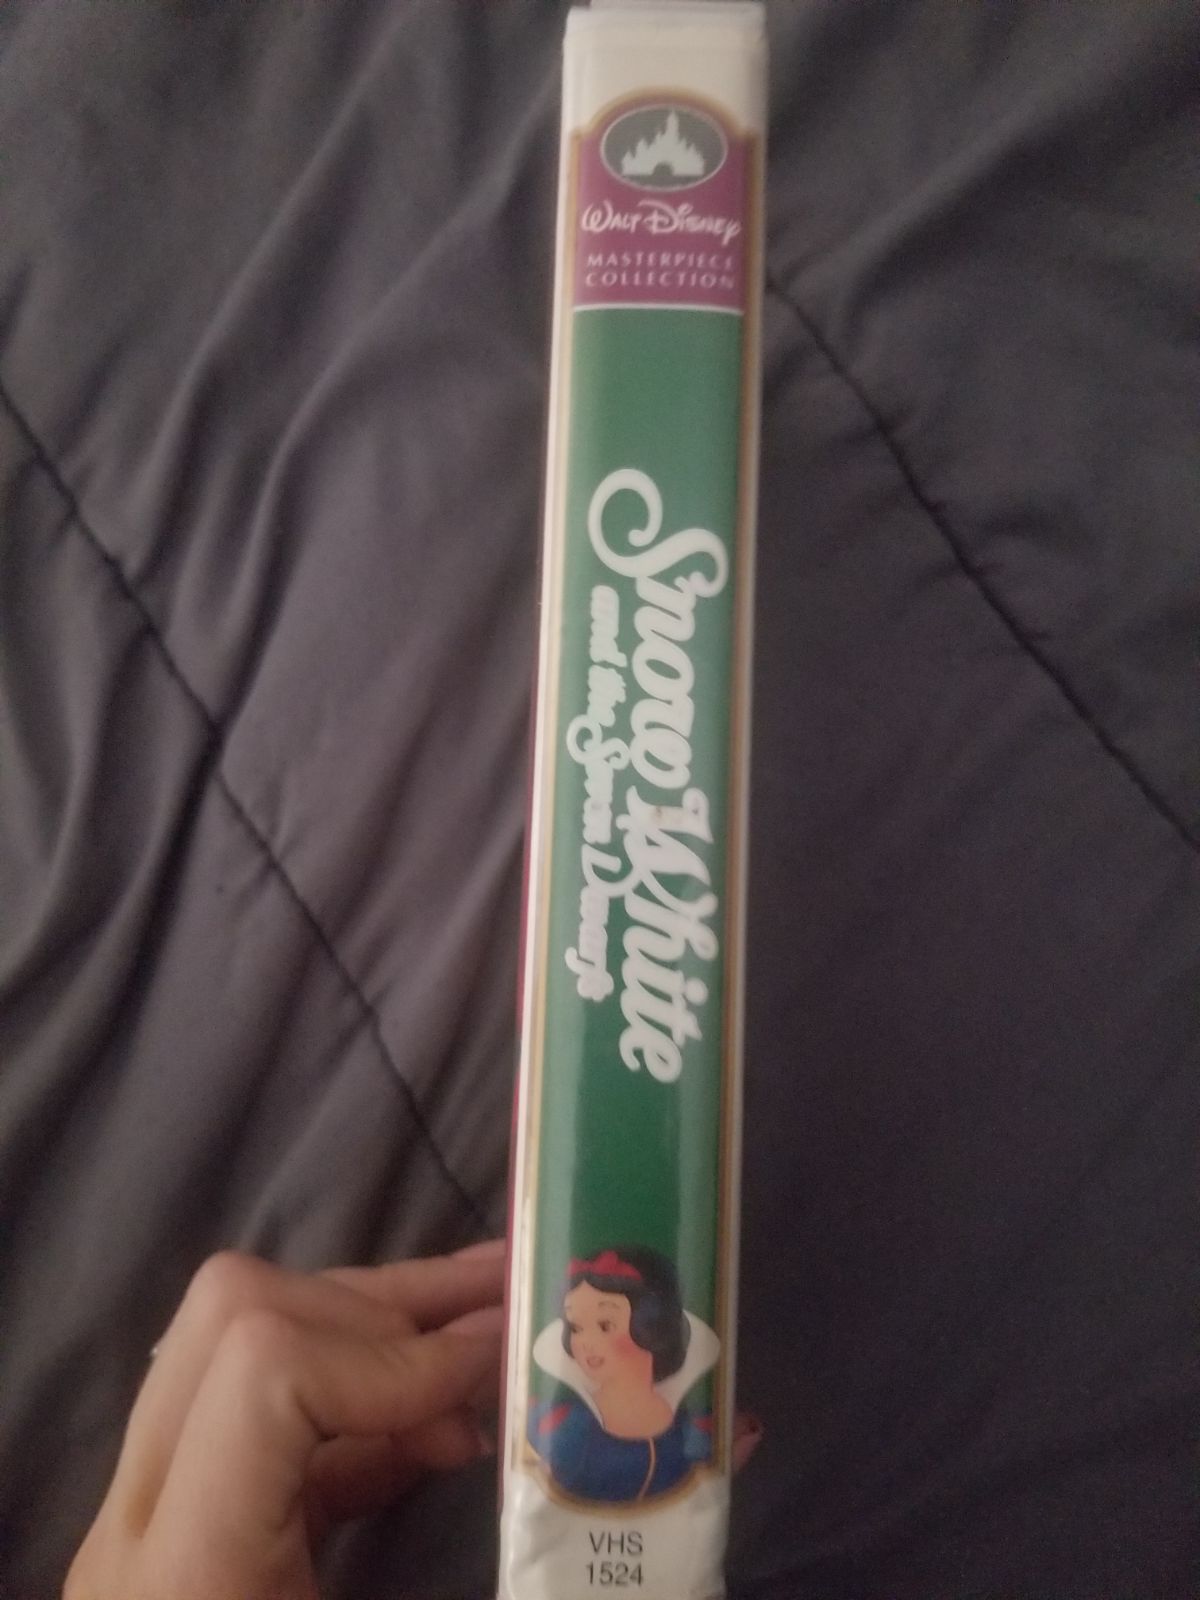 WALT DISNEY
MASTERPIECE
COLLECTION
Snow White
and the Seven Dwarfs
VHS
1524